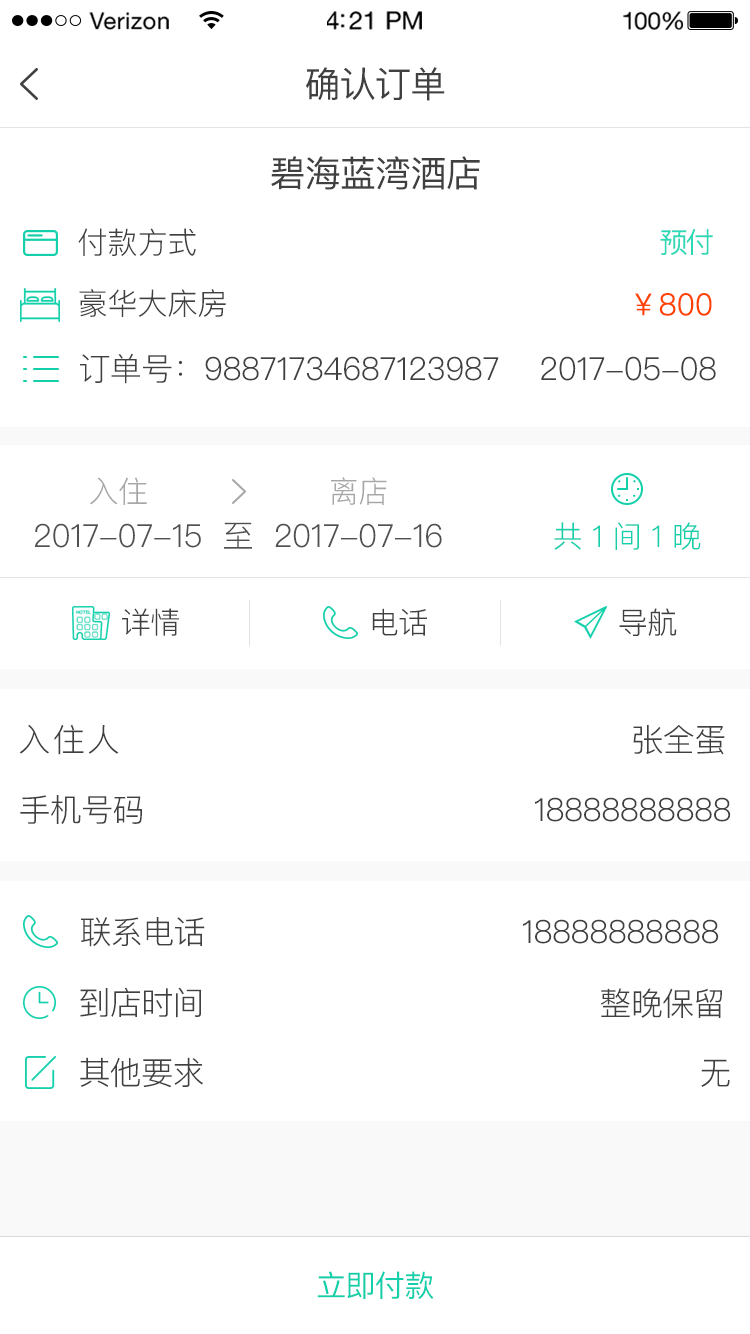 Verizon 4:21 PM 100%
确认订单
碧海蓝湾酒店
付款方式 预付
豪华大床房 ¥800
订单号：98871734687123987 2017-05-08
入住 离店
2017-07-15 至 2017-07-16 共1间1晚
HOTEL 详情 电话 导航
入住人 张全蛋
手机号码 18888888888
联系电话 18888888888
到店时间 整晚保留
其他要求 无
立即付款